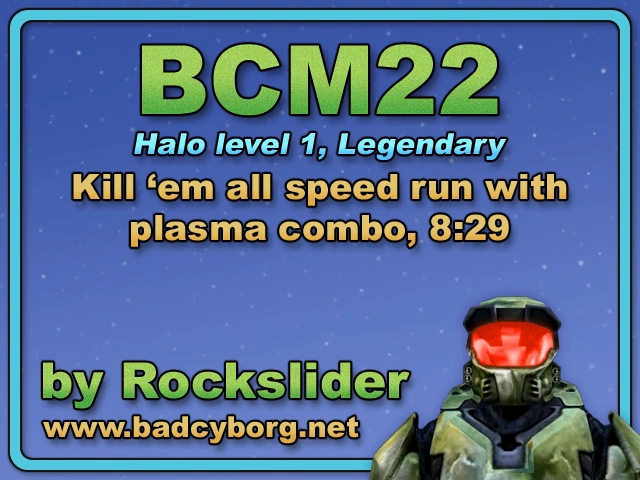 BCM22
Halo level 1, Legendary
Kill ‘em all speed run with
plasma combo, 8:29
by Rockslider
www.badcyborg.net